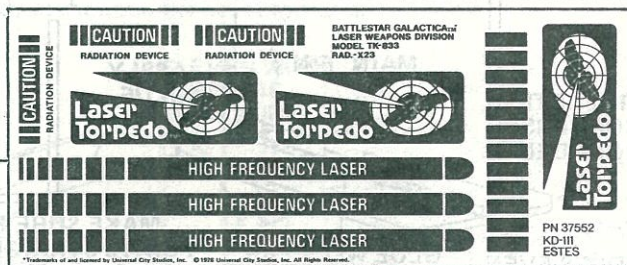 CAUTION
RADIATION DEVICE
CAUTION
RADIATION DEVICE
CAUTION
RADIATION DEVICE
BATTLESTAR GALACTICA™
LASER WEAPONS DIVISION
MODEL TK-833
RAD.-X23
Laser
Torpedo
Laser
Torpedo
Laser
Torpedo
HIGH FREQUENCY LASER
HIGH FREQUENCY LASER
HIGH FREQUENCY LASER
PN 37552
KD-111
ESTES
*Trademarks of and licensed by Universal City Studios, Inc. © 1978 Universal City Studios, Inc. All Rights Reserved.